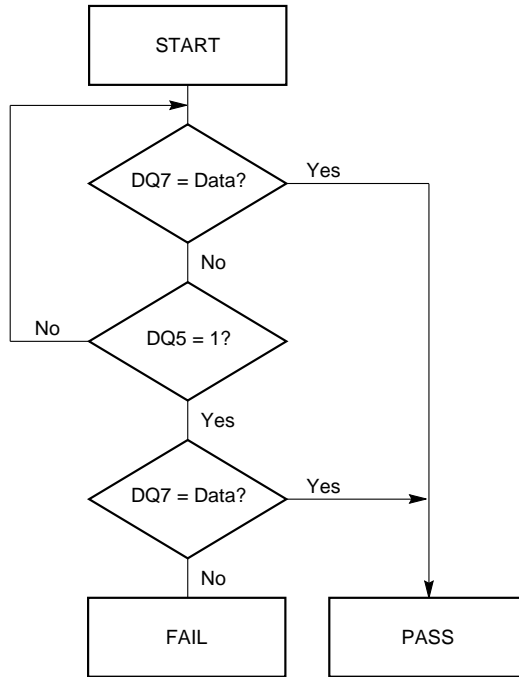 START
DQ7 = Data?
Yes
No
DQ5 = 1?
No
Yes
DQ7 = Data?
Yes
No
FAIL
PASS